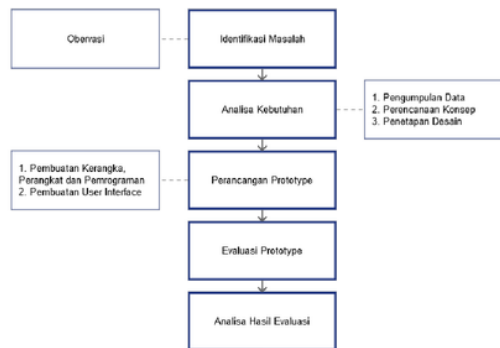 Obervasi
Identifikasi Masalah
Analisa Kebutuhan
1. Pengumpulan Data
2. Perencanaan Konsep
3. Penetapan Desain
1. Pembuatan Kerangka,
Perangkat dan Pemrograman
2. Pembuatan User Interface
Perancangan Prototype
Evaluasi Prototype
Analisa Hasil Evaluasi